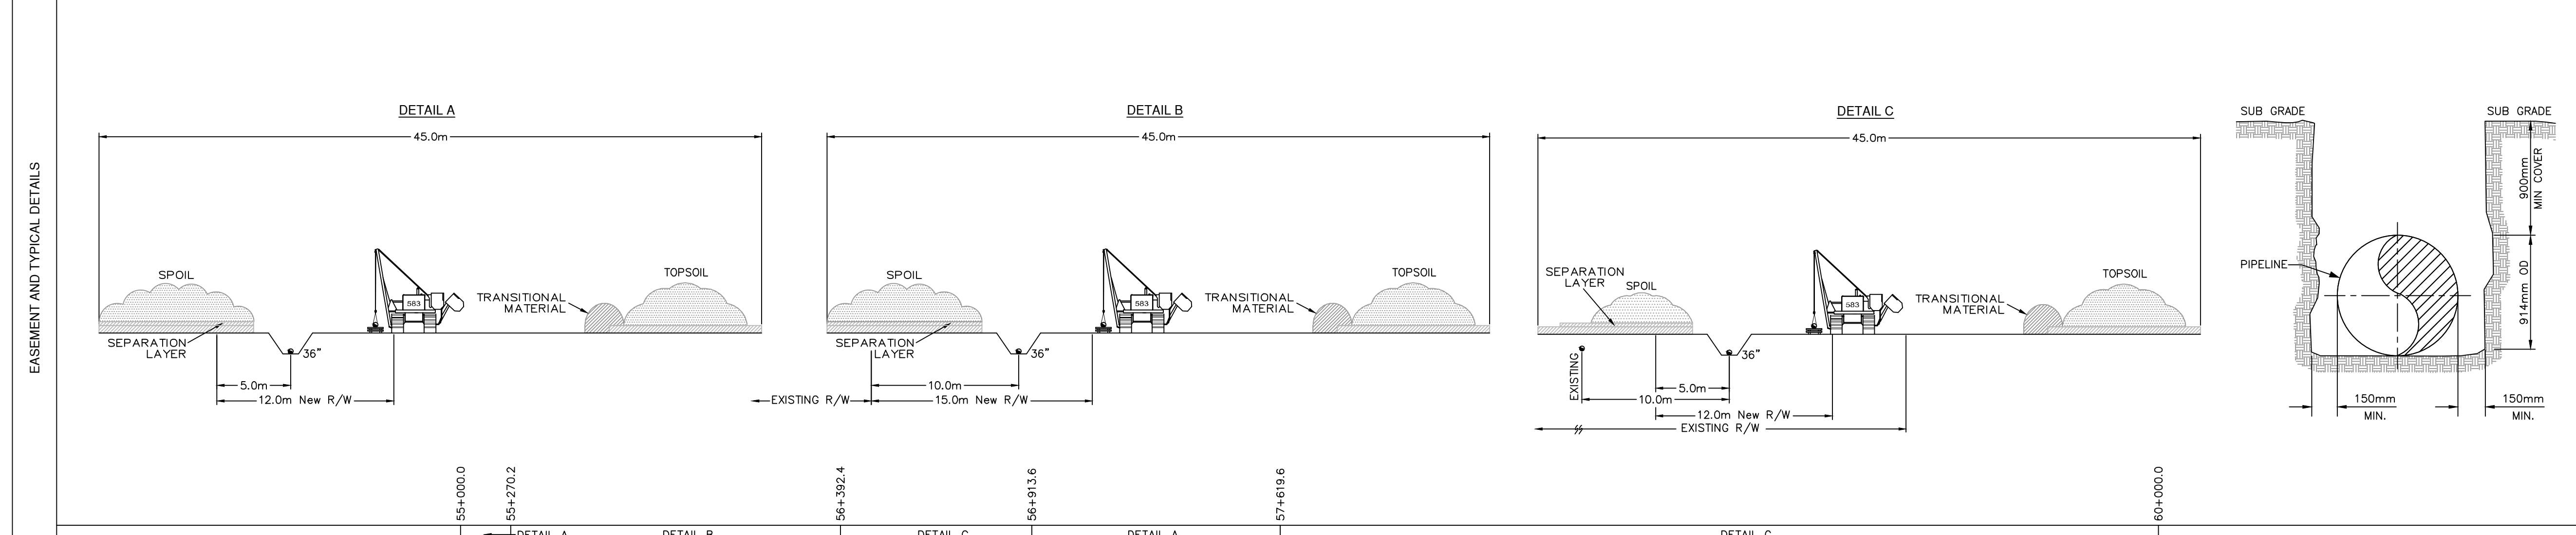 EASEMENT AND TYPICAL DETAILS
DETAIL A
45.0m
SPOIL
583
TRANSITIONAL
MATERIAL
TOPSOIL
SEPARATION
LAYER
36"
5.0m
12.0m New R/W
DETAIL B
45.0m
SPOIL
583
TRANSITIONAL
MATERIAL
TOPSOIL
SEPARATION
LAYER
36"
10.0m
EXISTING R/W
15.0m New R/W
DETAIL C
45.0m
SEPARATION
LAYER
SPOIL
583
TRANSITIONAL
MATERIAL
TOPSOIL
36"
EXISTING
5.0m
10.0m
12.0m New R/W
EXISTING R/W
SUB GRADE
SUB GRADE
900mm
MIN COVER
PIPELINE
914mm OD
150mm
MIN.
150mm
MIN.
55+000.0
55+270.2
56+392.4
56+913.6
57+619.6
60+000.0
DETAIL A
DETAIL B
DETAIL C
DETAIL A
DETAIL C